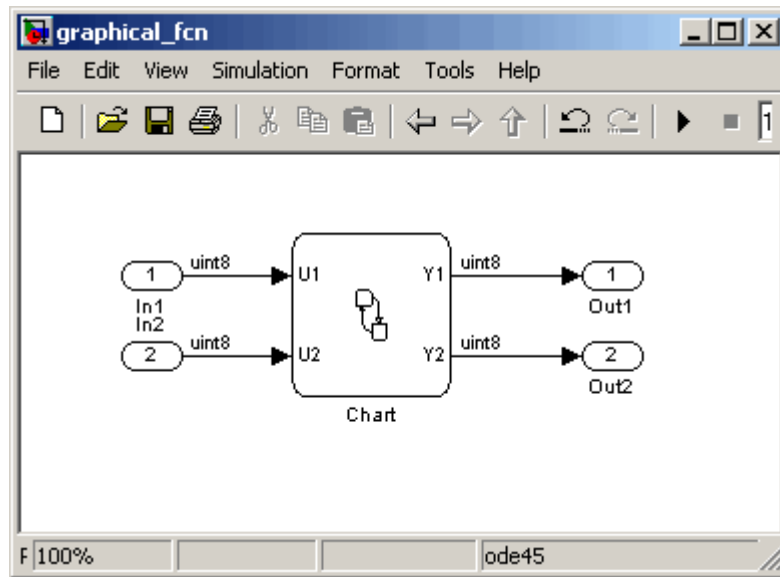 graphical_fcn
File Edit View Simulation Format Tools Help
1
uint8 uint8
1 U1 Y1 1
In1 Out1
In2
uint8 uint8
2 U2 Y2 2
Out2
Chart
F 100% ode45